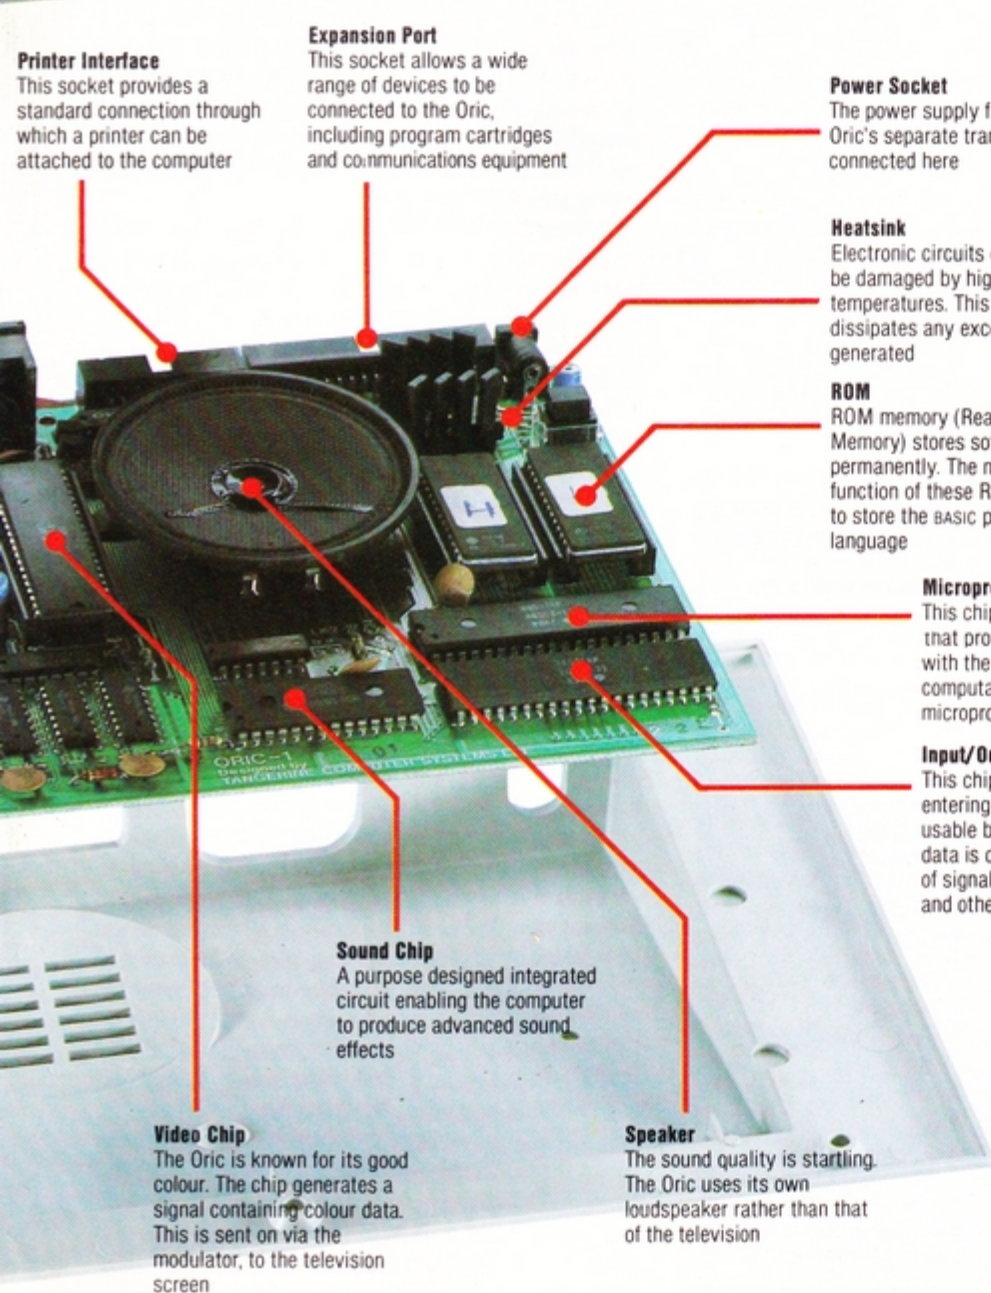 Printer Interface
This socket provides a
standard connection through
which a printer can be
attached to the computer
Expansion Port
This socket allows a wide
range of devices to be
connected to the Oric,
including program cartridges
and communications equipment
Power Socket
The power supply f
Oric's separate tra
connected here
Heatsink
Electronic circuits
be damaged by hig
temperatures. This
dissipates any exc
generated
ROM
ROM memory (Rea
Memory) stores so
permanently. The
function of these R
to store the BASIC p
language
Micropr
This chip
that pro
with the
computa
micropro
Input/Ou
This chip
entering
usable b
data is
of signal
and othe
ORIC-1
Designed by
TANGERINE COMPUTER SYSTEMS
Sound Chip
A purpose designed integrated
circuit enabling the computer
to produce advanced sound
effects
Video Chip
The Oric is known for its good
colour. The chip generates a
signal containing colour data.
This is sent on via the
modulator, to the television
screen
Speaker
The sound quality is startling.
The Oric uses its own
loudspeaker rather than that
of the television